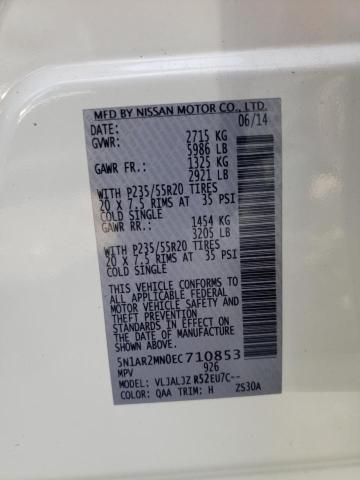 MFD BY NISSAN MOTOR CO., LTD.
DATE: 06/14
GVWR: 2715 KG
5986 LB
GAWR FR.: 1325 KG
2921 LB
WITH P235/55R20 TIRES
20 X 7.5 RIMS AT 35 PSI
COLD SINGLE
GAWR RR.: 1454 KG
3205 LB
WITH P235/55R20 TIRES
20 X 7.5 RIMS AT 35 PSI
COLD SINGLE
THIS VEHICLE CONFORMS TO
ALL APPLICABLE FEDERAL
MOTOR VEHICLE SAFETY AND
THEFT PREVENTION
STANDARDS IN EFFECT ON
THE DATE OF MANUFACTURE
SHOWN ABOVE.
5N1AR2MN0EC710853
MPV 926
MODEL: VLJALJZ R52EU7C--
COLOR: QAA TRIM: H ZS30A